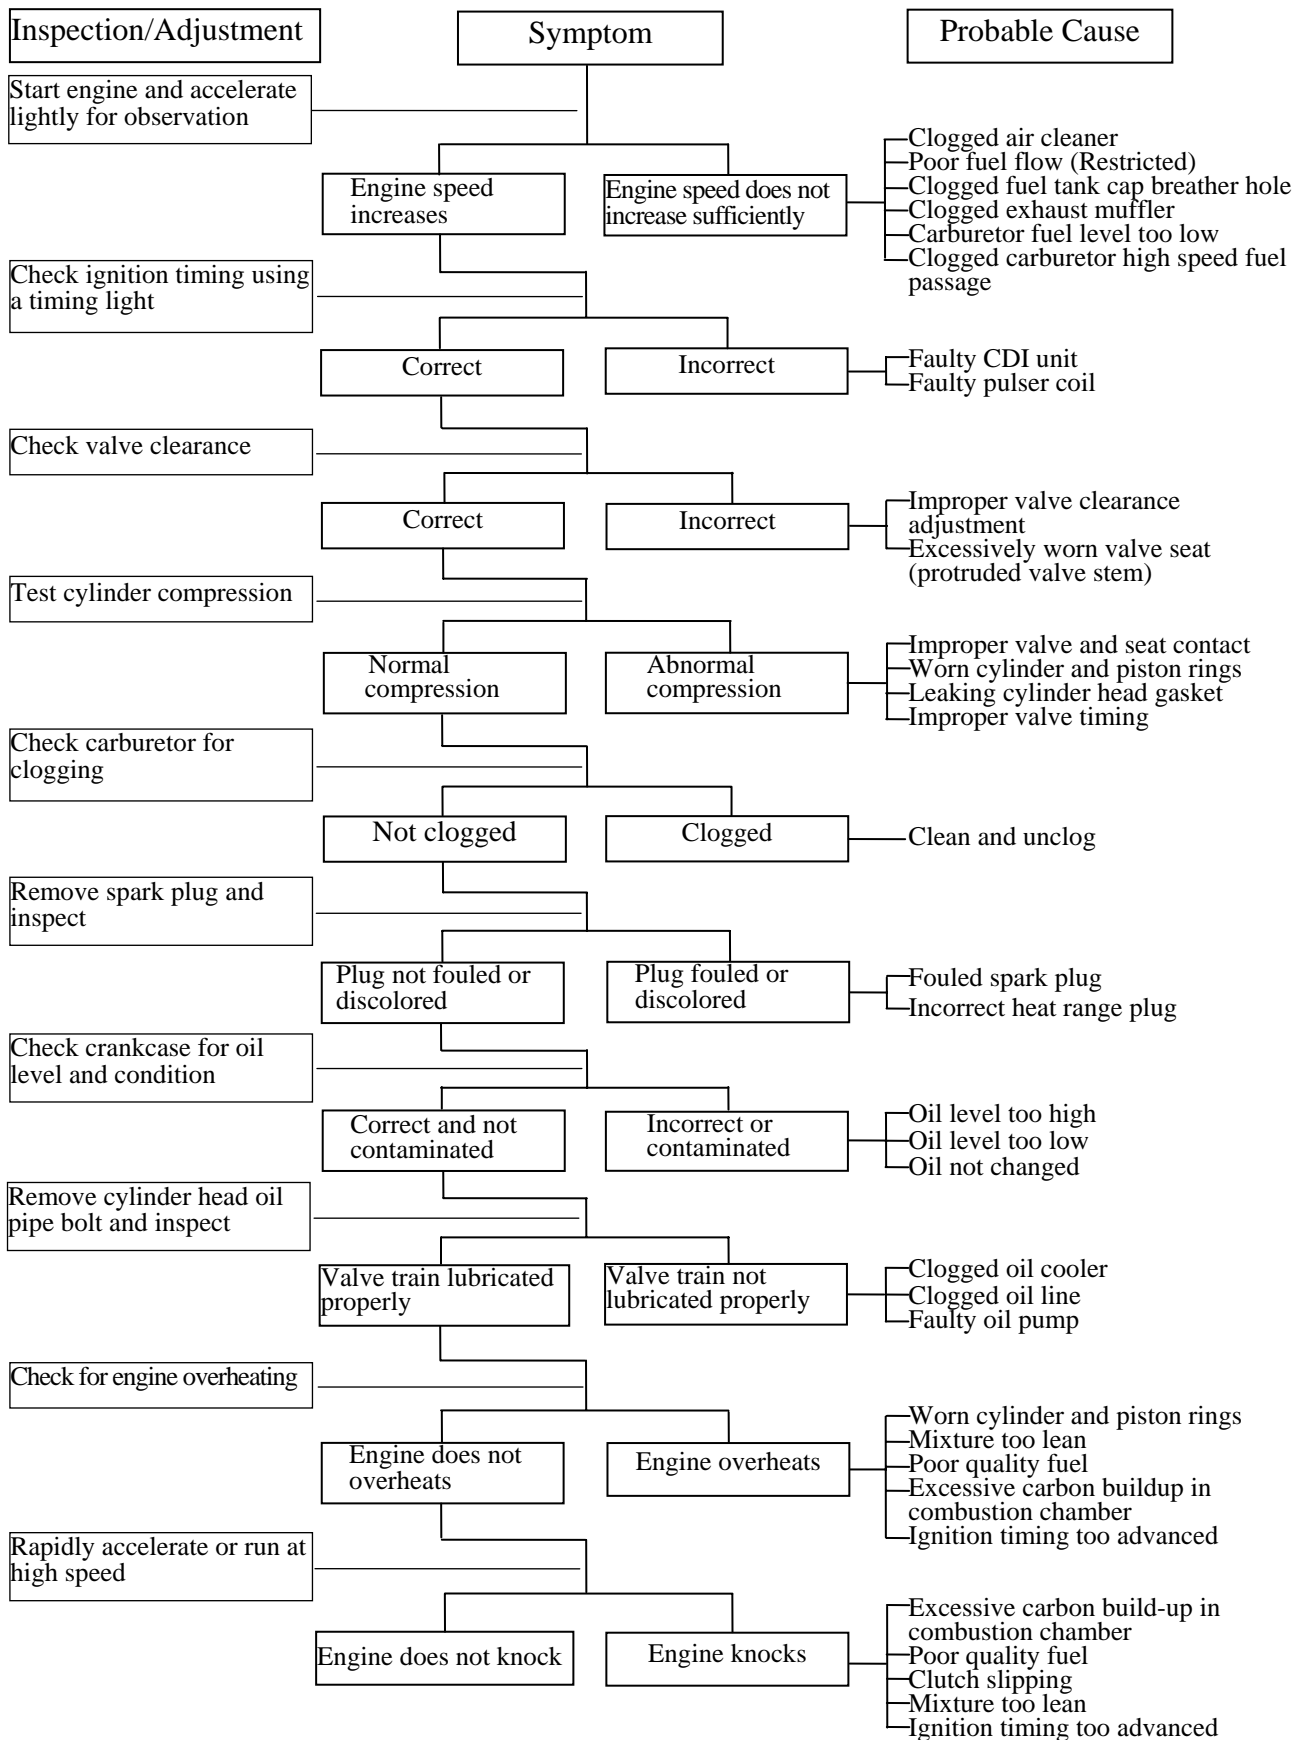 Inspection/Adjustment
Symptom
Probable Cause
Start engine and accelerate
lightly for observation
Engine speed
increases
Engine speed does not
increase sufficiently
Clogged air cleaner
Poor fuel flow (Restricted)
Clogged fuel tank cap breather hole
Clogged exhaust muffler
Carburetor fuel level too low
Clogged carburetor high speed fuel
passage
Check ignition timing using
a timing light
Correct
Incorrect
Faulty CDI unit
Faulty pulser coil
Check valve clearance
Correct
Incorrect
Improper valve clearance
adjustment
Excessively worn valve seat
(protruded valve stem)
Test cylinder compression
Normal
compression
Abnormal
compression
Improper valve and seat contact
Worn cylinder and piston rings
Leaking cylinder head gasket
Improper valve timing
Check carburetor for
clogging
Not clogged
Clogged
Clean and unclog
Remove spark plug and
inspect
Plug not fouled or
discolored
Plug fouled or
discolored
Fouled spark plug
Incorrect heat range plug
Check crankcase for oil
level and condition
Correct and not
contaminated
Incorrect or
contaminated
Oil level too high
Oil level too low
Oil not changed
Remove cylinder head oil
pipe bolt and inspect
Valve train lubricated
properly
Valve train not
lubricated properly
Clogged oil cooler
Clogged oil line
Faulty oil pump
Check for engine overheating
Engine does not
overheats
Engine overheats
Worn cylinder and piston rings
Mixture too lean
Poor quality fuel
Excessive carbon buildup in
combustion chamber
Ignition timing too advanced
Rapidly accelerate or run at
high speed
Engine does not knock
Engine knocks
Excessive carbon build-up in
combustion chamber
Poor quality fuel
Clutch slipping
Mixture too lean
Ignition timing too advanced